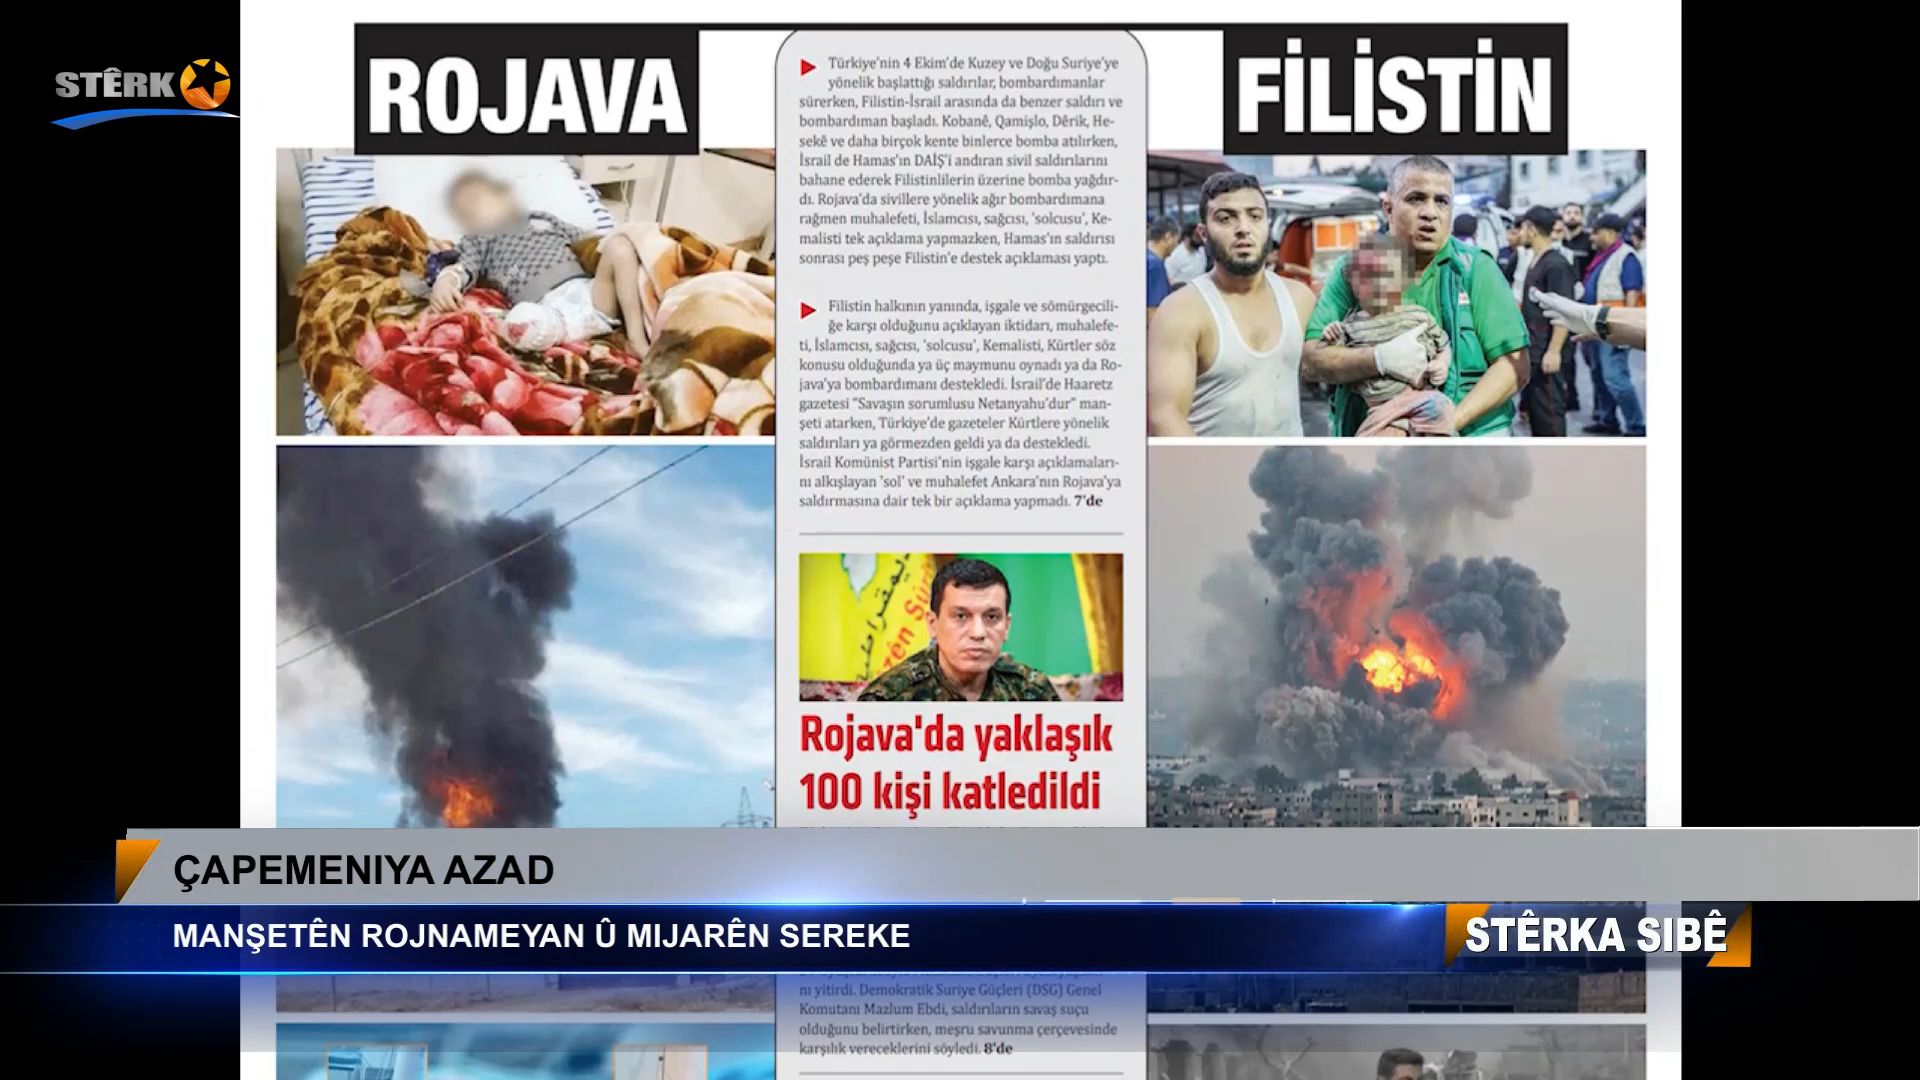 STÊRK
ROJAVA
FİLİSTİN
Türkiye'nin 4 Ekim'de Kuzey ve Doğu Suriye'ye
yönelik başlattığı saldırılar, bombardımanlar
sürerken, Filistin-İsrail arasında da benzer saldırı ve
bombardıman başladı. Kobanê, Qamişlo, Dêrik, He-
sekê ve daha birçok kente binlerce bomba atılırken,
İsrail de Hamas'ın DAİŞ'i andıran sivil saldırılarını
bahane ederek Filistinlilerin üzerine bomba yağdır-
dı. Rojava'da sivillere yönelik ağır bombardımana
rağmen muhalefeti, İslamcısı, sağcısı, 'solcusu', Ke-
malisti tek açıklama yapmazken, Hamas'ın saldırısı
sonrası peş peşe Filistin'e destek açıklaması yaptı.
Filistin halkının yanında, işgale ve sömürgecili-
ğe karşı olduğunu açıklayan iktidarı, muhalefe-
ti, İslamcısı, sağcısı, 'solcusu', Kemalisti, Kürtler söz
konusu olduğunda ya üç maymunu oynadı ya da Ro-
java'ya bombardımanı destekledi. İsrail'de Haaretz
gazetesi "Savaşın sorumlusu Netanyahu'dur" man-
şeti atarken, Türkiye'de gazeteler Kürtlere yönelik
saldırıları ya görmezden geldi ya da destekledi.
İsrail Komünist Partisi'nin işgale karşı açıklamaları-
nı alkışlayan 'sol' ve muhalefet Ankara'nın Rojava'ya
saldırmasına dair tek bir açıklama yapmadı. 7'de
Rojava'da yaklaşık
100 kişi katledildi
ÇAPEMENIYA AZAD
MANŞETÊN ROJNAMEYAN Û MIJARÊN SEREKE
STÊRKA SIBÊ
nı yitirdi. Demokratik Suriye Güçleri (DSG) Genel
Komutanı Mazlum Ebdi, saldırıların savaş suçu
olduğunu belirtirken, meşru savunma çerçevesinde
karşılık vereceklerini söyledi. 8'de